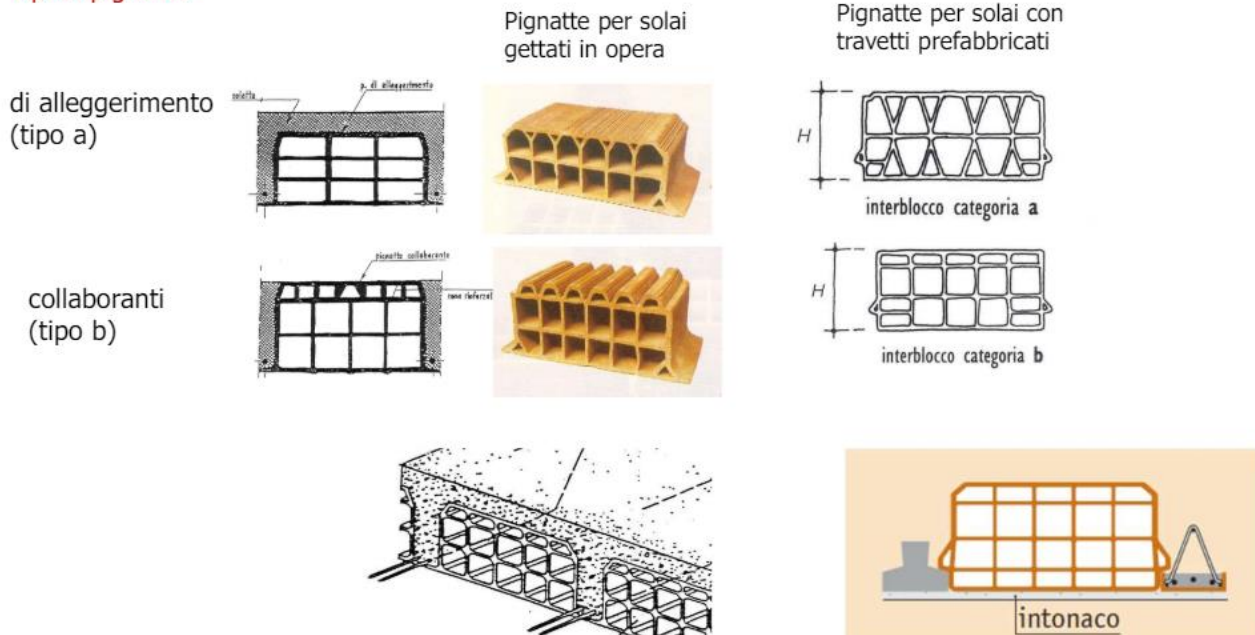 Pignatte per solai
gettati in opera
Pignatte per solai con
travetti prefabbricati
di alleggerimento
(tipo a)
soletta
p. di alleggerimento
H
interblocco categoria a
collaboranti
(tipo b)
pignatta collaborante
H
interblocco categoria b
intonaco